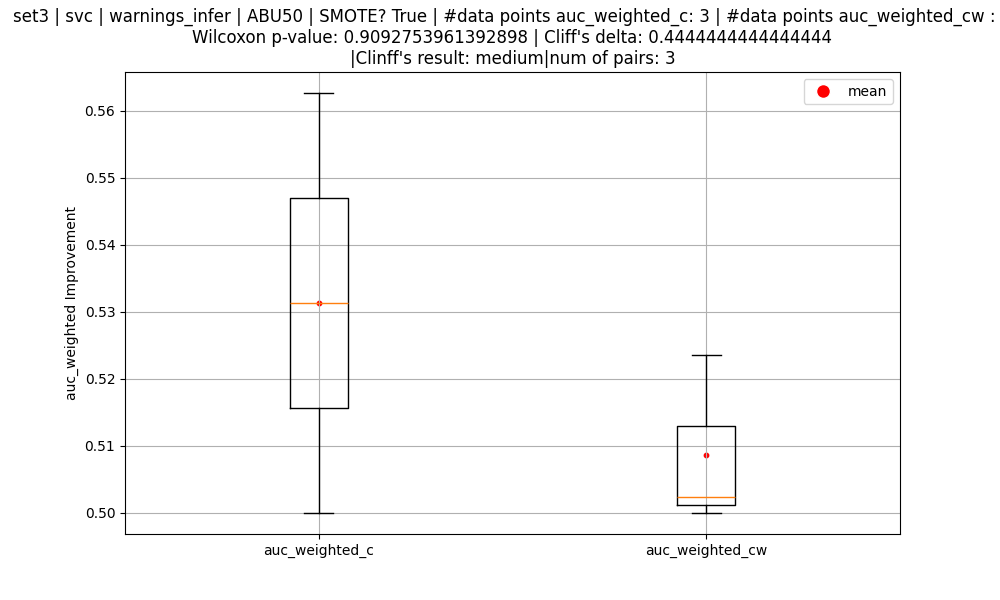 set3 | svc | warnings_infer | ABU50 | SMOTE? True | #data points auc_weighted_c: 3 | #data points auc_weighted_cw :
Wilcoxon p-value: 0.9092753961392898 | Cliff's delta: 0.4444444444444444
|Clinff's result: medium|num of pairs: 3
mean
0.56
0.55
0.54
0.53
0.52
0.51
0.50
auc_weighted Improvement
auc_weighted_c
auc_weighted_cw